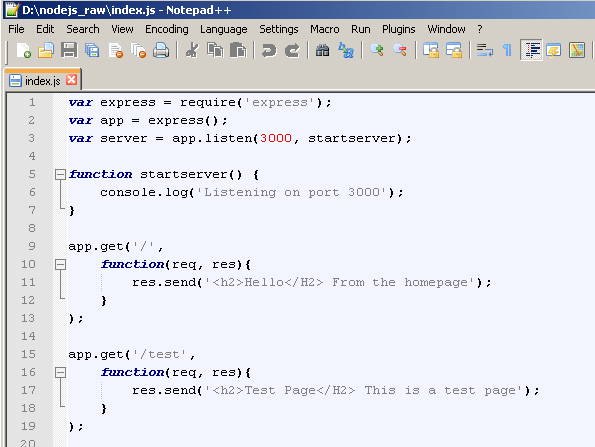 D:\nodejs_raw\index.js - Notepad++
File Edit Search View Encoding Language Settings Macro Run Plugins Window ?
index.js
1 var express = require('express');
2 var app = express();
3 var server = app.listen(3000, startserver);
4
5 function startserver() {
6 console.log('Listening on port 3000');
7 }
8
9 app.get('/',
10 function(req, res){
11 res.send('<h2>Hello</H2> From the homepage');
12 }
13 );
14
15 app.get('/test',
16 function(req, res){
17 res.send('<h2>Test Page</H2> This is a test page');
18 }
19 );
20